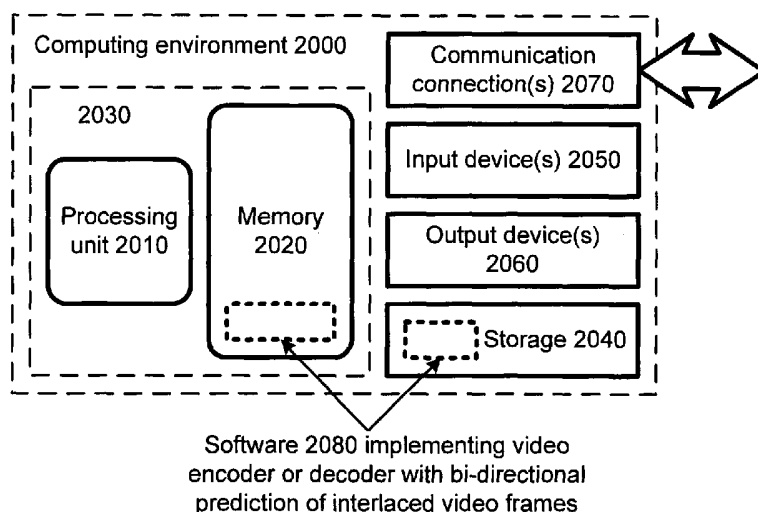 Computing environment 2000
Communication
connection(s) 2070
2030
Input device(s) 2050
Processing
unit 2010
Memory
2020
Output device(s)
2060
Storage 2040
Software 2080 implementing video
encoder or decoder with bi-directional
prediction of interlaced video frames